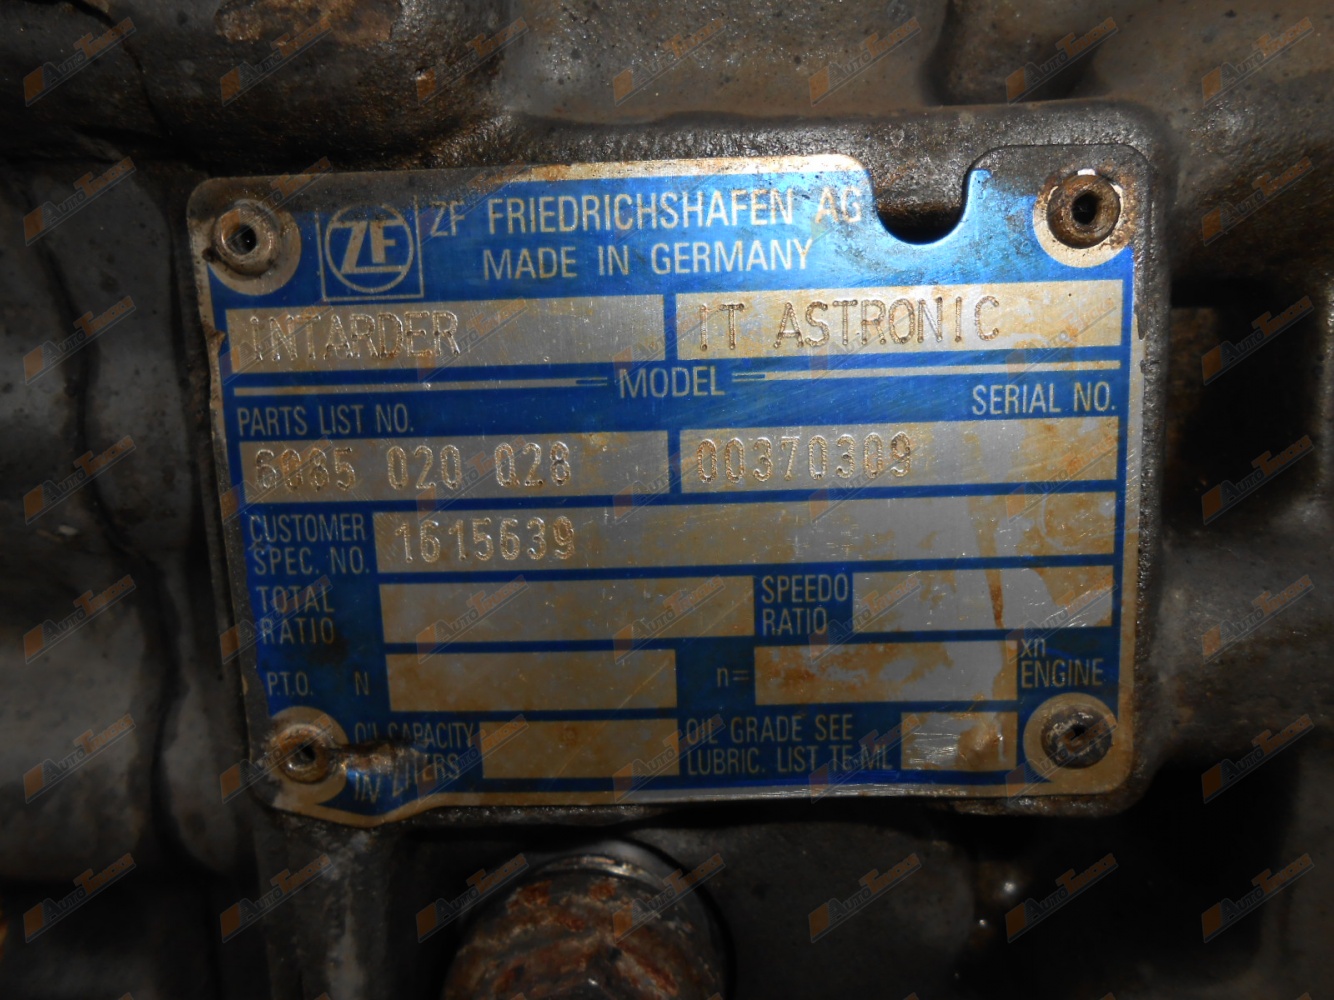 ZF
ZF FRIEDRICHSHAFEN AG
MADE IN GERMANY
INTARDER IT ASTRONIC
MODEL
PARTS LIST NO. SERIAL NO.
6085 020 028 00370309
CUSTOMER SPEC. NO. 1615639
TOTAL RATIO SPEEDO RATIO
P.T.O. N n= xn ENGINE
OIL CAPACITY IN LITERS OIL GRADE SEE LUBRIC. LIST TE-ML 1